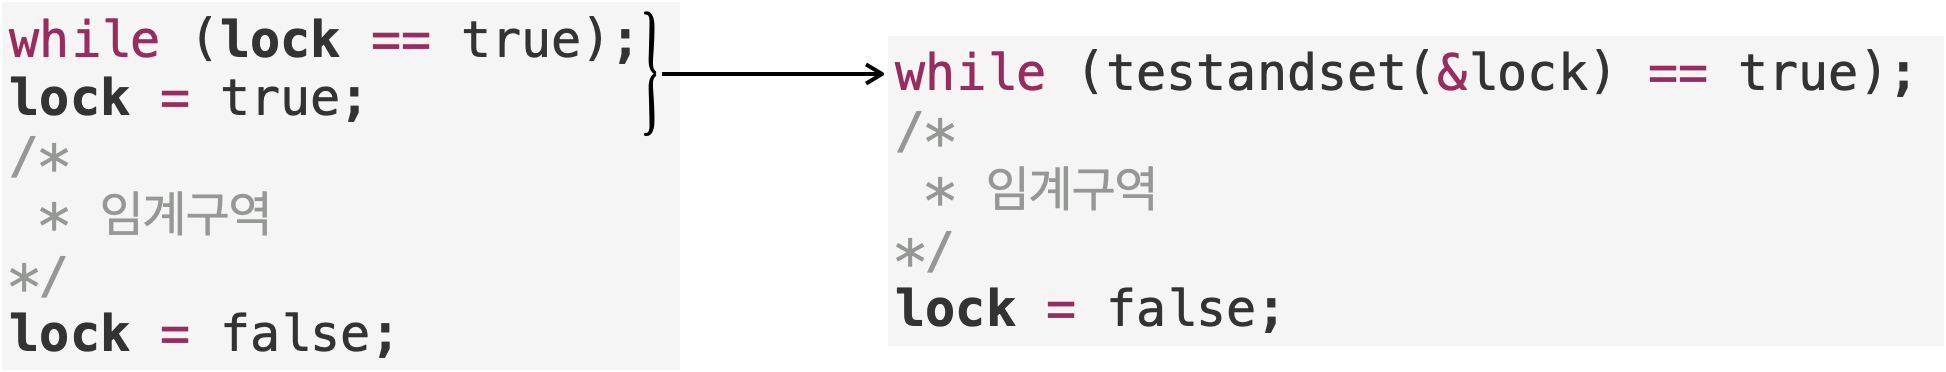 while (lock == true);
lock = true;
/*
 * 임계구역
*/
lock = false;
while (testandset(&lock) == true);
/*
 * 임계구역
*/
lock = false;